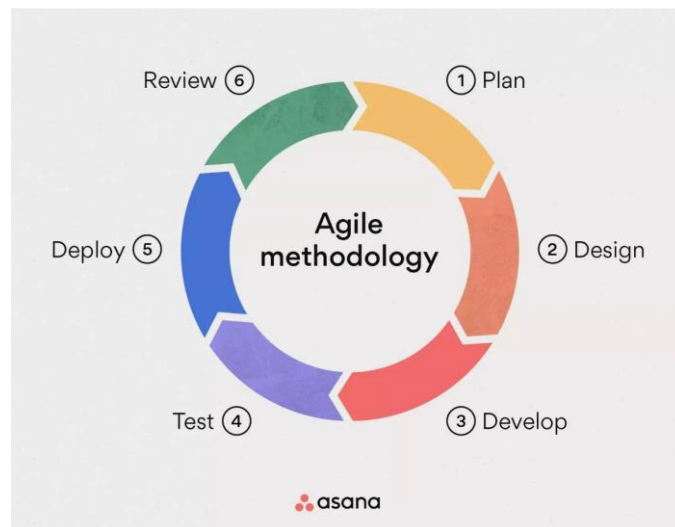 Agile
methodology
1 Plan
2 Design
3 Develop
Test 4
Deploy 5
Review 6
asana